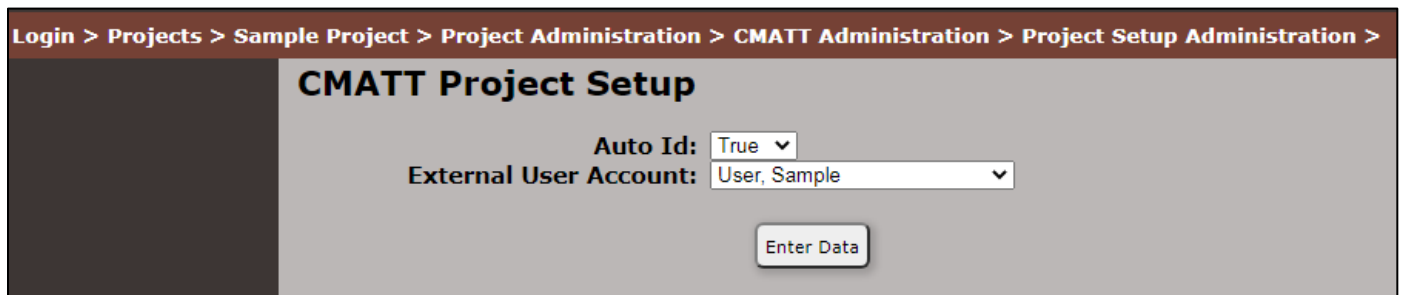 Login > Projects > Sample Project > Project Administration > CMATT Administration > Project Setup Administration >
CMATT Project Setup
Auto Id: True
External User Account: User, Sample
Enter Data